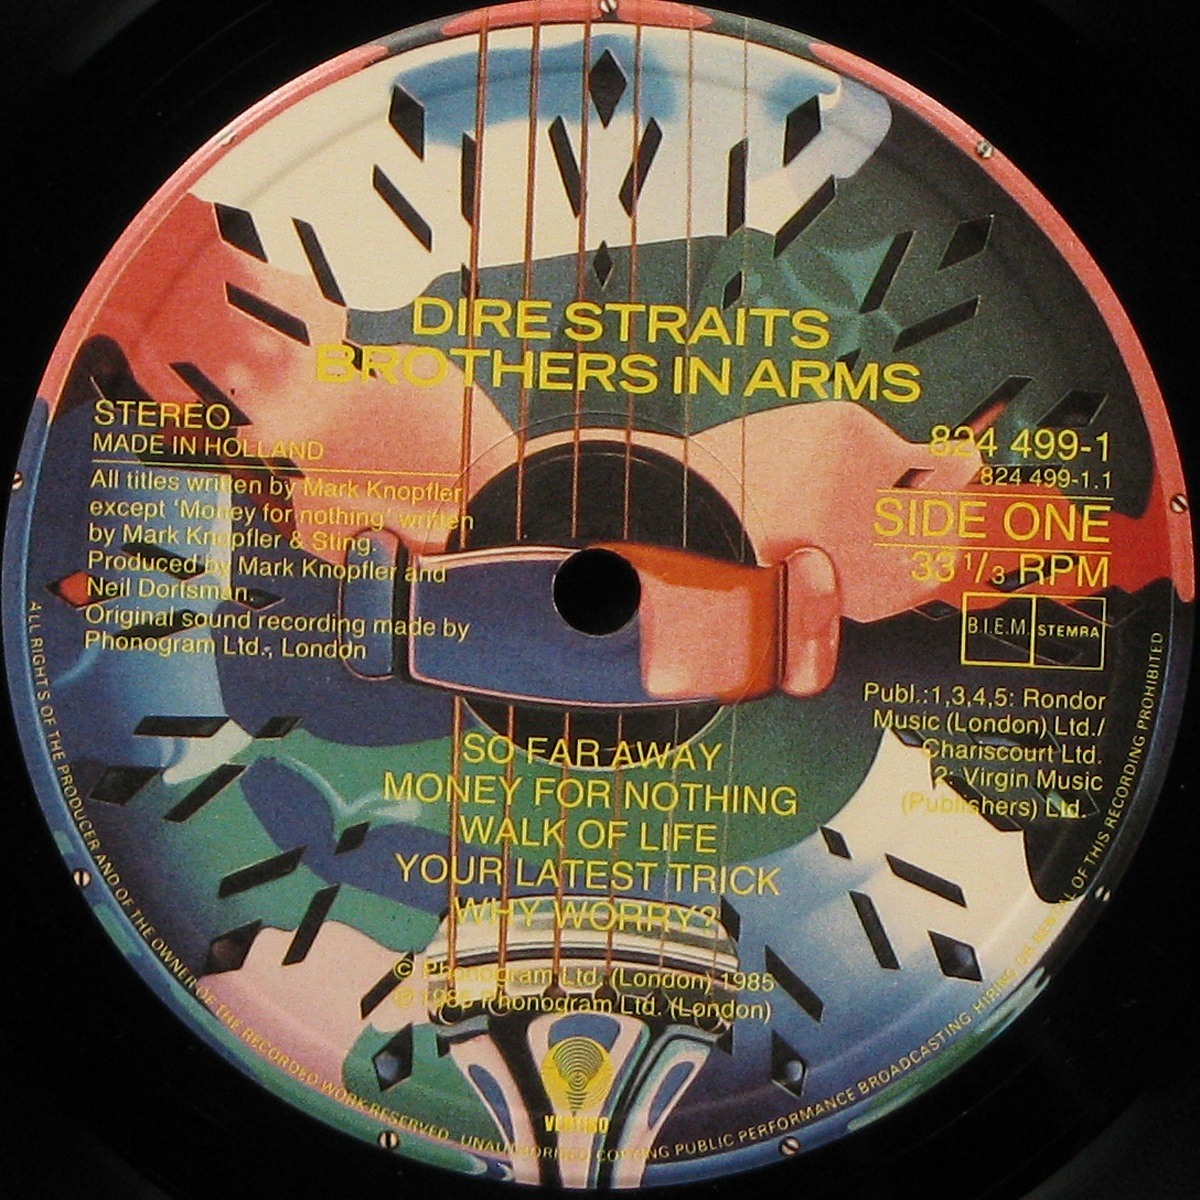 DIRE STRAITS
BROTHERS IN ARMS
STEREO
MADE IN HOLLAND
All titles written by Mark Knopfler
except ‘Money for nothing’ written
by Mark Knopfler & Sting.
Produced by Mark Knopfler and
Neil Dorfsman.
Original sound recording made by
Phonogram Ltd., London
824 499-1
824 499-1.1
SIDE ONE
33 1/3 RPM
B.I.E.M. STEMRA
Publ.:1,3,4,5: Rondor
Music (London) Ltd./
Chariscourt Ltd.
2: Virgin Music
(Publishers) Ltd.
SO FAR AWAY
MONEY FOR NOTHING
WALK OF LIFE
YOUR LATEST TRICK
WHY WORRY?
© Phonogram Ltd. (London) 1985
℗ 1985 Phonogram Ltd. (London)
VERTIGO
ALL RIGHTS OF THE PRODUCER AND OF THE OWNER OF THE RECORDED WORK RESERVED. UNAUTHORISED COPYING PUBLIC PERFORMANCE BROADCASTING HIRING OR RENTAL OF THIS RECORDING PROHIBITED